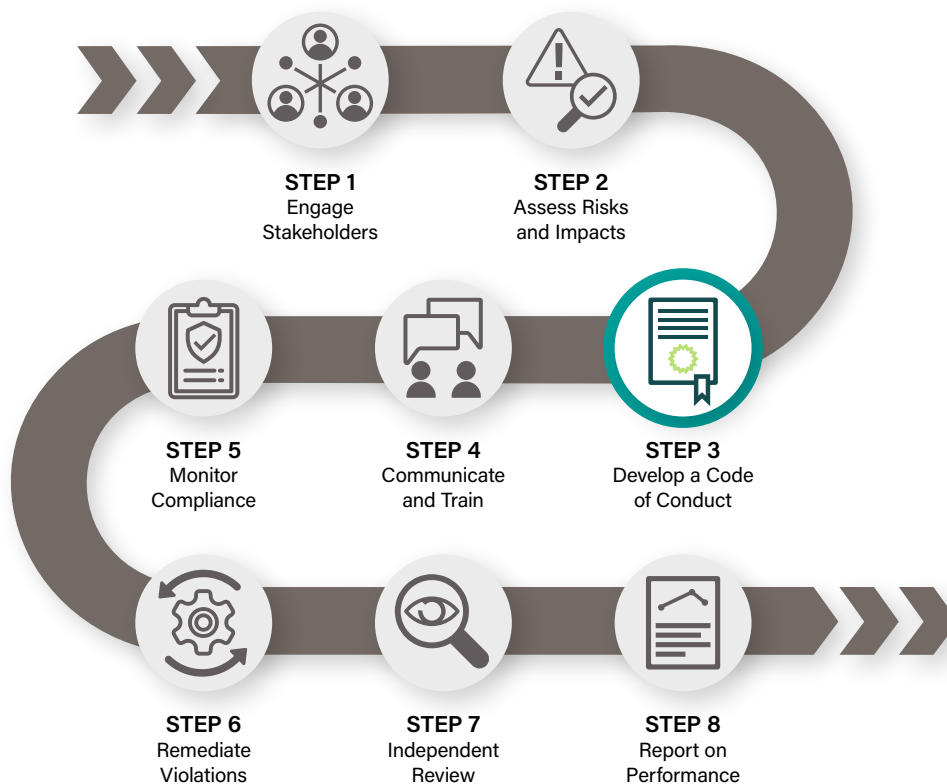 STEP 1
Engage
Stakeholders
STEP 2
Assess Risks
and Impacts
STEP 3
Develop a Code
of Conduct
STEP 4
Communicate
and Train
STEP 5
Monitor
Compliance
STEP 6
Remediate
Violations
STEP 7
Independent
Review
STEP 8
Report on
Performance